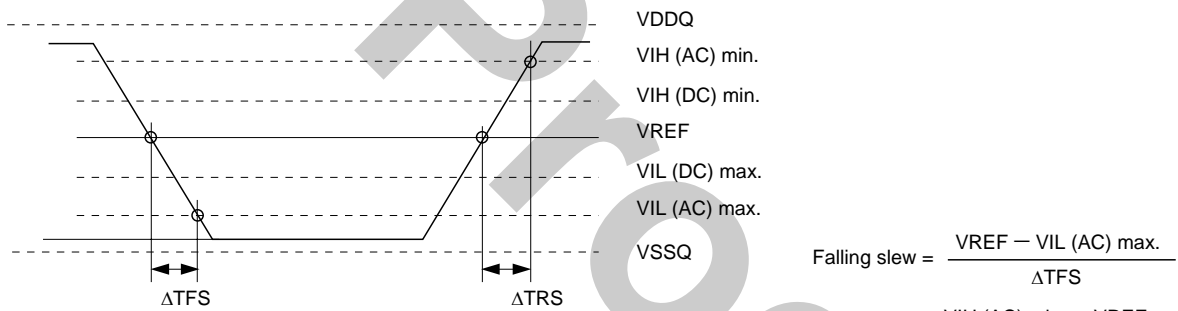 VDDQ
VIH (AC) min.
VIH (DC) min.
VREF
VIL (DC) max.
VIL (AC) max.
VSSQ
Falling slew = VREF − VIL (AC) max.
ΔTFS
ΔTFS
ΔTRS